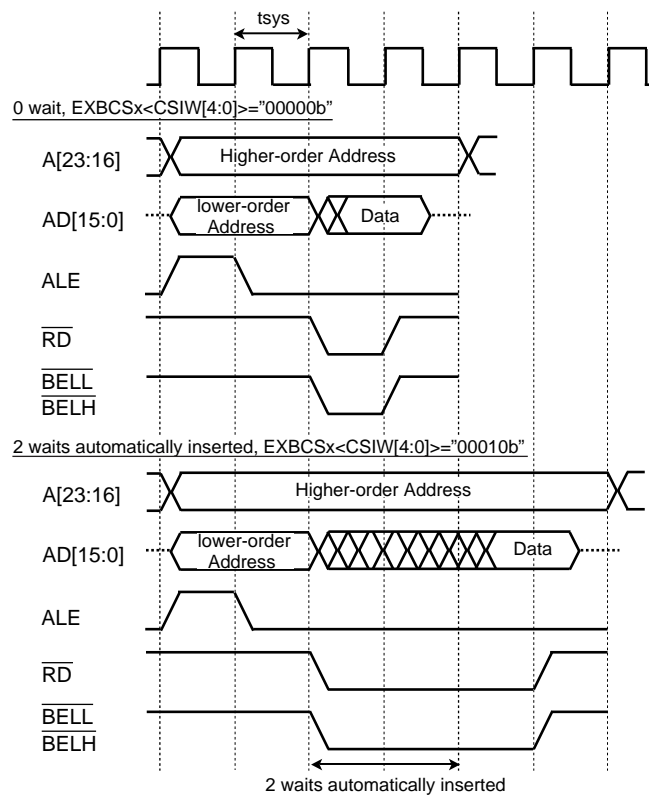 tsys
0 wait, EXBCSx<CSIW[4:0]>="00000b"
A[23:16]
Higher-order Address
AD[15:0]
lower-order
Address
Data
ALE
RD
BELL
BELH
2 waits automatically inserted, EXBCSx<CSIW[4:0]>="00010b"
A[23:16]
Higher-order Address
AD[15:0]
lower-order
Address
Data
ALE
RD
BELL
BELH
2 waits automatically inserted